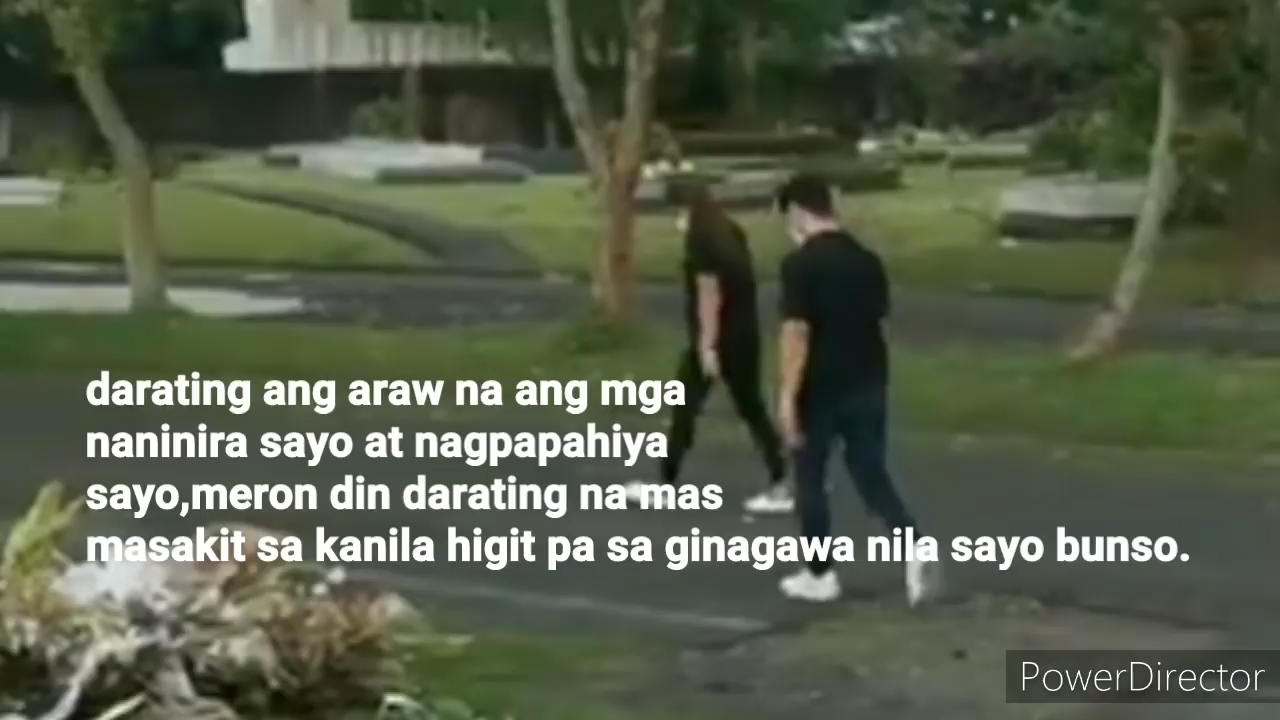 darating ang araw na ang mga
naninira sayo at nagpapahiya
sayo,meron din darating na mas
masakit sa kanila higit pa sa ginagawa nila sayo bunso.
PowerDirector